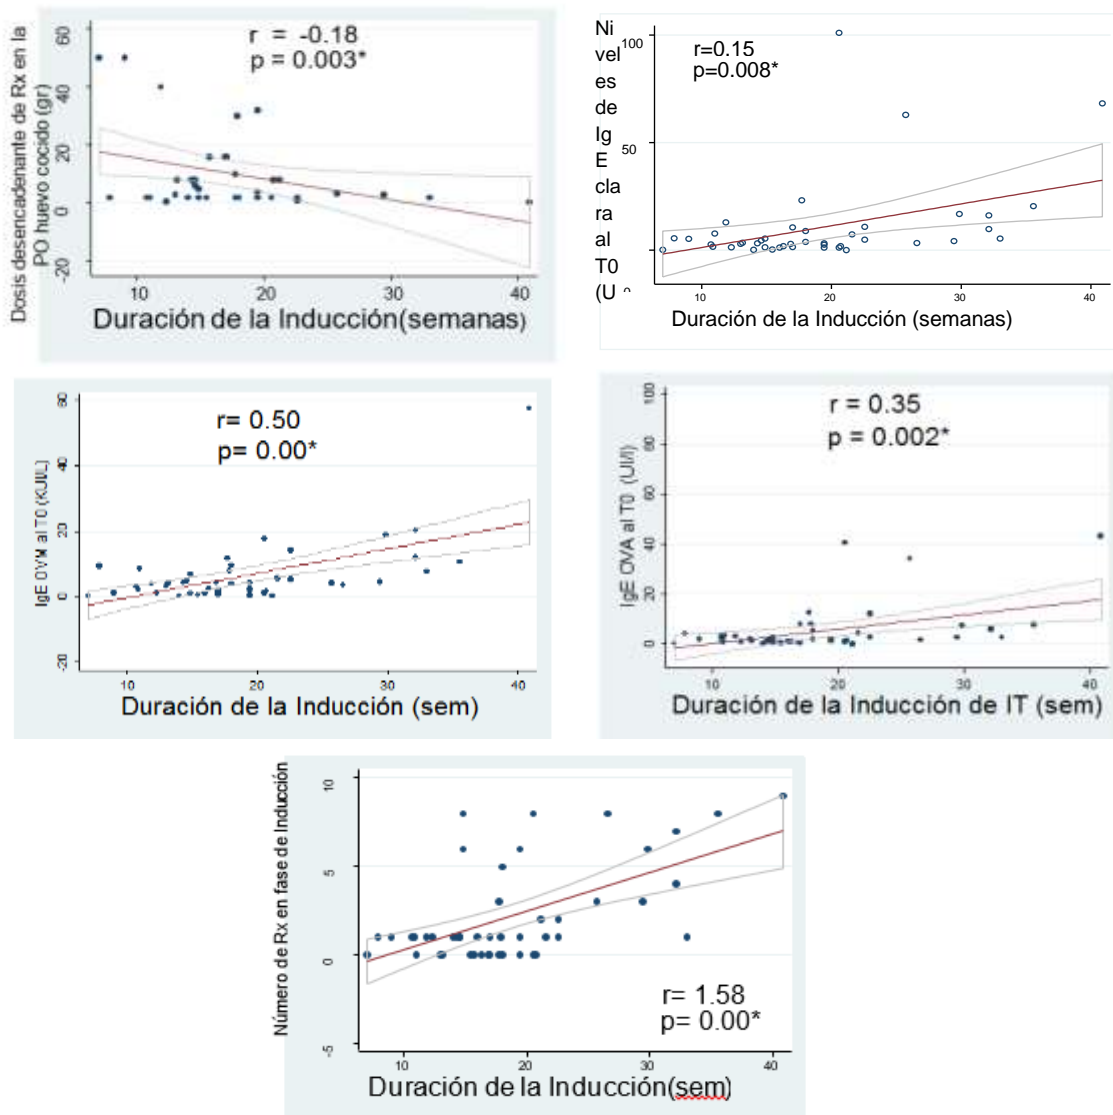 Dosis desencadenante de Rx en la
PO huevo cocido (gr)
60
40
20
0
-20
r = -0.18
p = 0.003*
10
20
30
40
Duración de la Inducción(semanas)
Ni
vel
es
de
Ig
E
cla
ra
al
T0
(U
100
50
r=0.15
p=0.008*
10
20
30
40
Duración de la Inducción (semanas)
IgE OVM al T0 (KUI/L)
60
40
20
0
-20
r= 0.50
p= 0.00*
10
20
30
40
Duración de la Inducción (sem)
IgE OVA al T0 (UI/l)
100
80
60
40
20
0
r = 0.35
p = 0.002*
10
20
30
40
Duración de la Inducción de IT (sem)
Número de Rx en fase de Inducción
10
5
0
-5
r= 1.58
p= 0.00*
10
20
30
40
Duración de la Inducción(sem)